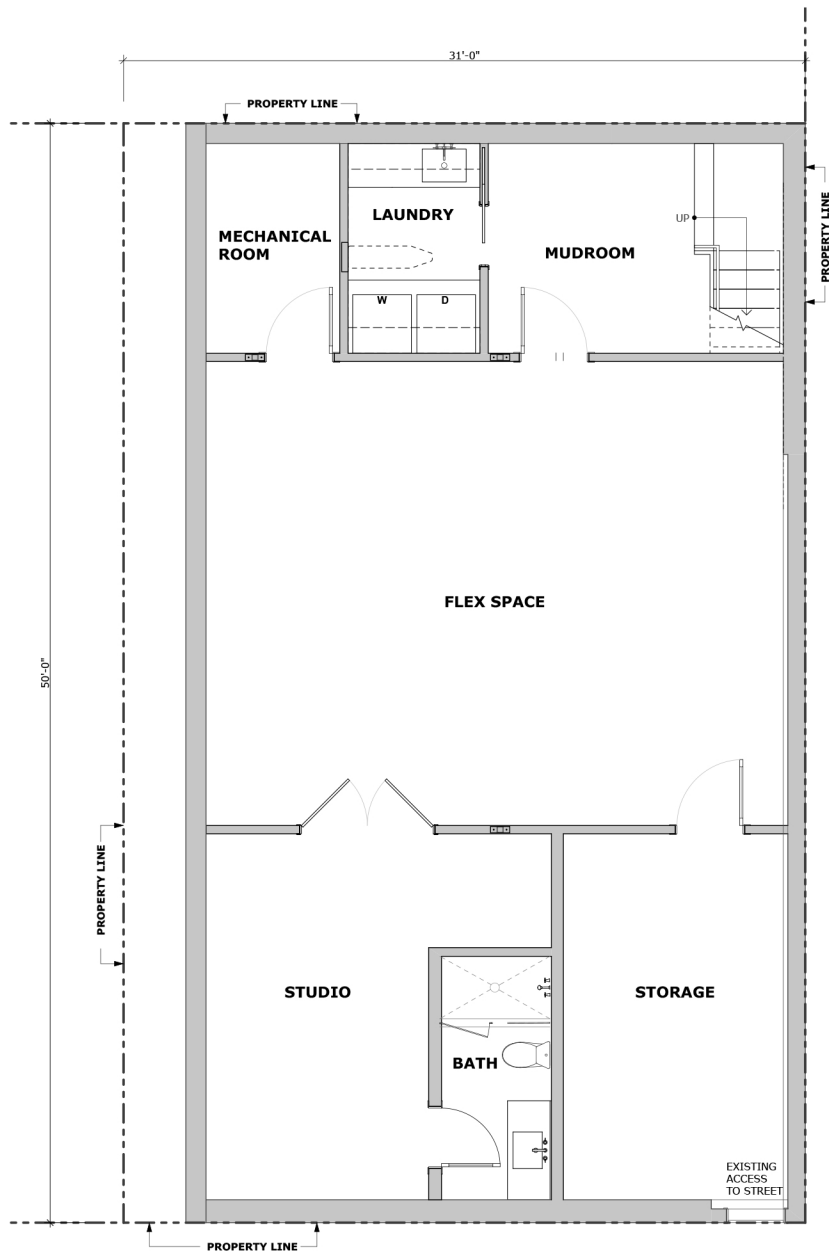 31'-0"
PROPERTY LINE
PROPERTY LINE
LAUNDRY
UP
MECHANICAL
ROOM
MUDROOM
W
D
FLEX SPACE
50'-0"
PROPERTY LINE
STUDIO
STORAGE
BATH
EXISTING
ACCESS
TO STREET
PROPERTY LINE